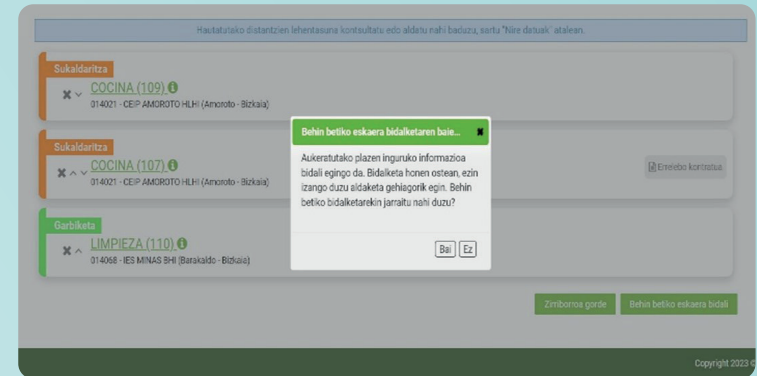 Hautatutako distantzien lehentasuna kontsultatu edo aldatu nahi baduzu, sartu "Nire datuak" atalean.
Sukaldaritza
COCINA (109)
014021 - CEIP AMOROTO HLHI (Amoroto - Bizkaia)
Sukaldaritza
COCINA (107)
014021 - CEIP AMOROTO HLHI (Amoroto - Bizkaia)
Errelebo kontratua
Garbiketa
LIMPIEZA (110)
014068 - IES MINAS BHI (Barakaldo - Bizkaia)
Behin betiko eskaera bidalketaren baie...
Aukeratutako plazen inguruko informazioa
bidali egingo da. Bidalketa honen ostean, ezin
izango duzu aldaketa gehiagorik egin. Behin
betiko bidalketarekin jarraitu nahi duzu?
Bai Ez
Zirriborroa gorde Behin betiko eskaera bidali
Copyright 2023 ©